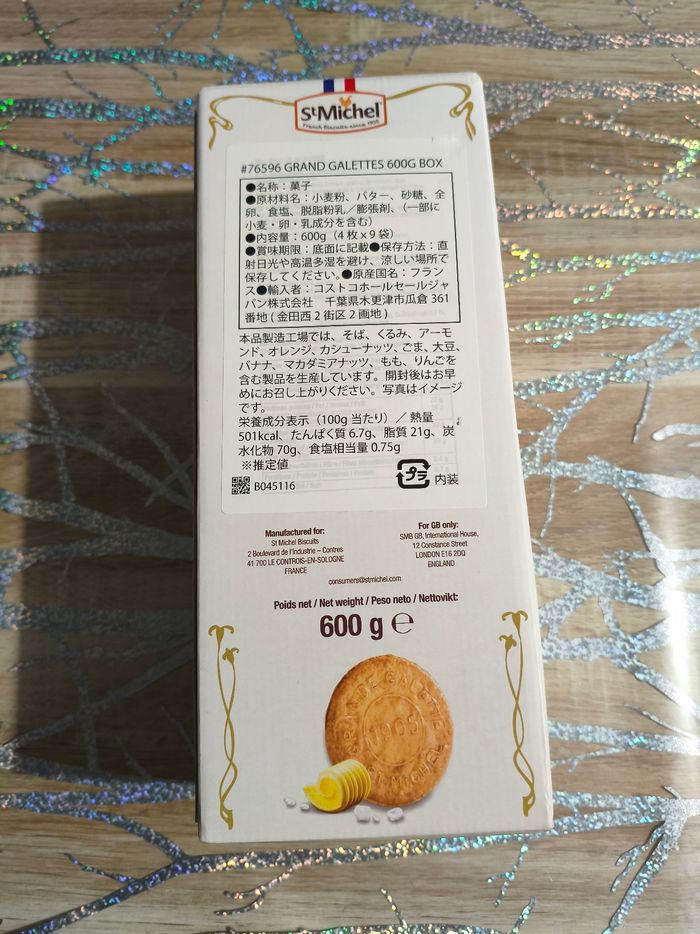 St Michel
French Biscuits since 1905
#76596 GRAND GALETTES 600G BOX
●名称：菓子
●原材料名：小麦粉、バター、砂糖、全
卵、食塩、脱脂粉乳／膨張剤、（一部に
小麦・卵・乳成分を含む）
●内容量：600g（4枚x9袋）
●賞味期限：底面に記載●保存方法：直
射日光や高温多湿を避け、涼しい場所で
保存してください。●原産国名：フラン
ス●輸入者：コストコホールセールジャ
パン株式会社　千葉県木更津市瓜倉 361
番地 ( 金田西 2 街区 2 画地 )
本品製造工場では、そば、くるみ、アーモ
ンド、オレンジ、カシューナッツ、ごま、大豆、
バナナ、マカダミアナッツ、もも、りんごを
含む製品を生産しています。開封後はお早
めにお召し上がりください。写真はイメージ
です。
栄養成分表示（100g 当たり）／ 熱量
501kcal、たんぱく質 6.7g、脂質 21g、炭
水化物 70g、食塩相当量 0.75g
※推定値
B045116
プラ 内装
Manufactured for:
St Michel Biscuits
2 Boulevard de l'Industrie – Contres
41 700 LE CONTROIS-EN-SOLOGNE
FRANCE
For GB only:
SMB GB, International House,
12 Constance Street
LONDON E16 2DQ
ENGLAND
consumers@stmichel.com
Poids net / Net weight / Peso neto / Nettovikt:
600 g e
GRANDE GALETTE
1905
ST MICHEL